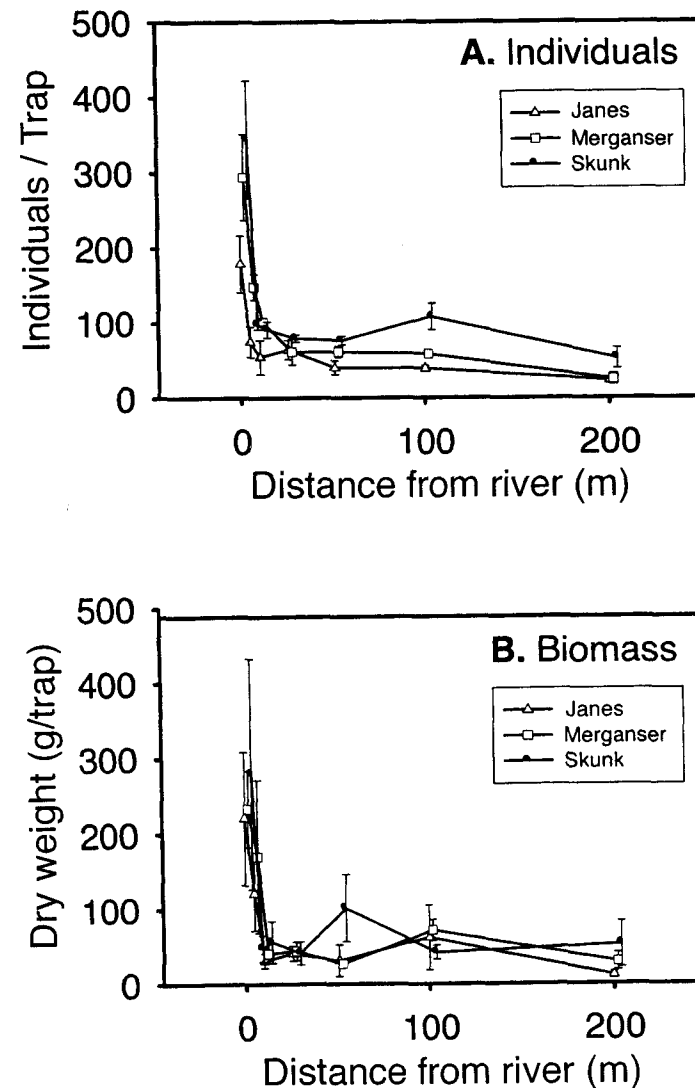 500
A. Individuals
400
Janes
Merganser
Skunk
300
200
100
0
Individuals / Trap
0 100 200
Distance from river (m)
500
B. Biomass
400
Janes
Merganser
Skunk
300
200
100
0
Dry weight (g/trap)
0 100 200
Distance from river (m)